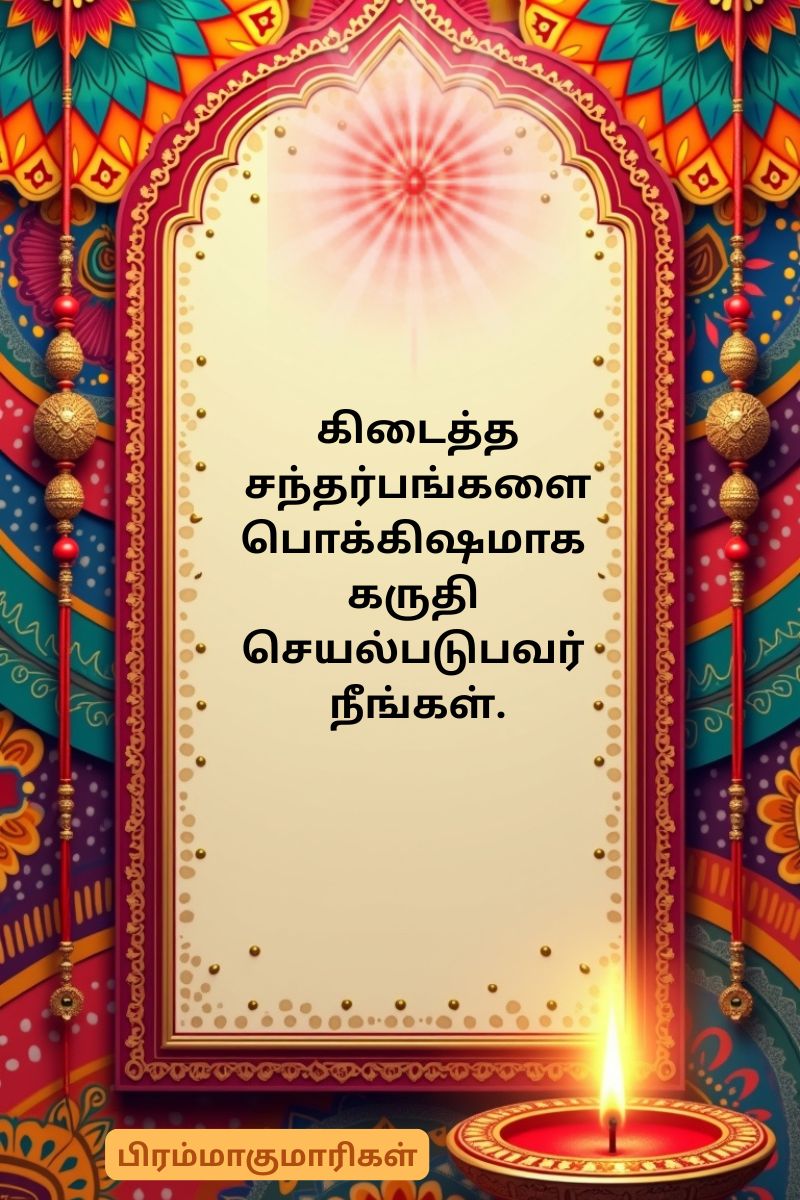 கிடைத்த
சந்தர்பங்களை
பொக்கிஷமாக
கருதி
செயல்படுபவர்
நீங்கள்.
பிரம்மாகுமாரிகள்